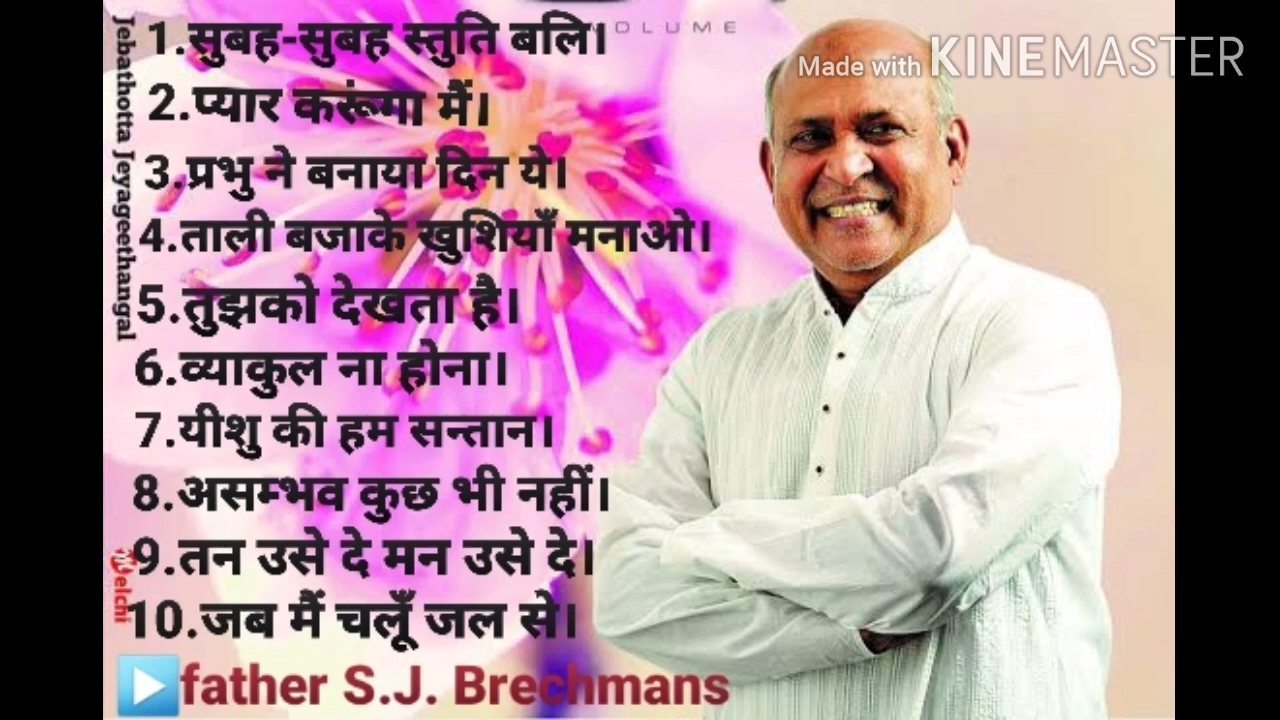 VOLUME
Made with KINEMASTER
Jebathotta Jeyageethangal
1.सुबह-सुबह स्तुति बलि।
2.प्यार करूंगा मैं।
3.प्रभु ने बनाया दिन ये।
4.ताली बजाके खुशियाँ मनाओ।
5.तुझको देखता है।
6.व्याकुल ना होना।
7.यीशु की हम सन्तान।
8.असम्भव कुछ भी नहीं।
9.तन उसे दे मन उसे दे।
10.जब मैं चलूँ जल से।
Melchi
father S.J. Brechmans